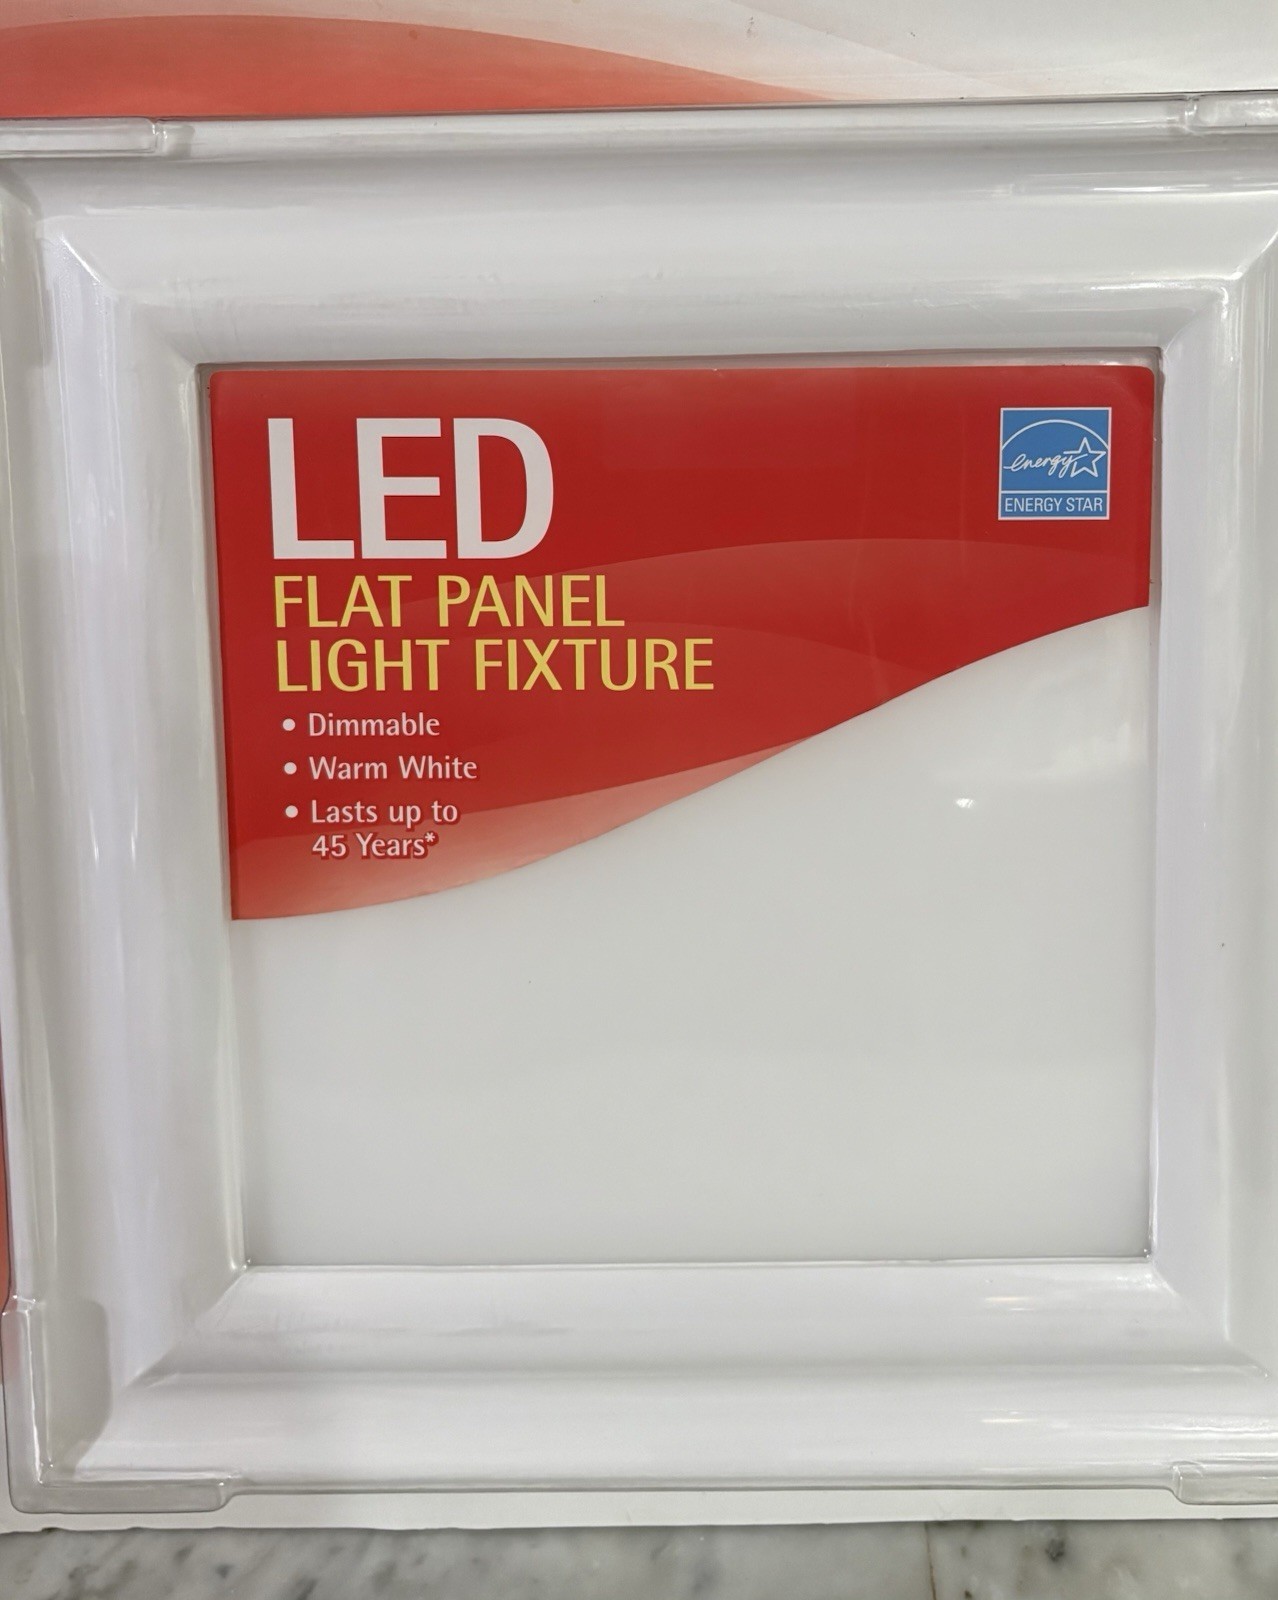 LED
FLAT PANEL
LIGHT FIXTURE
• Dimmable
• Warm White
• Lasts up to
45 Years*
energy
ENERGY STAR